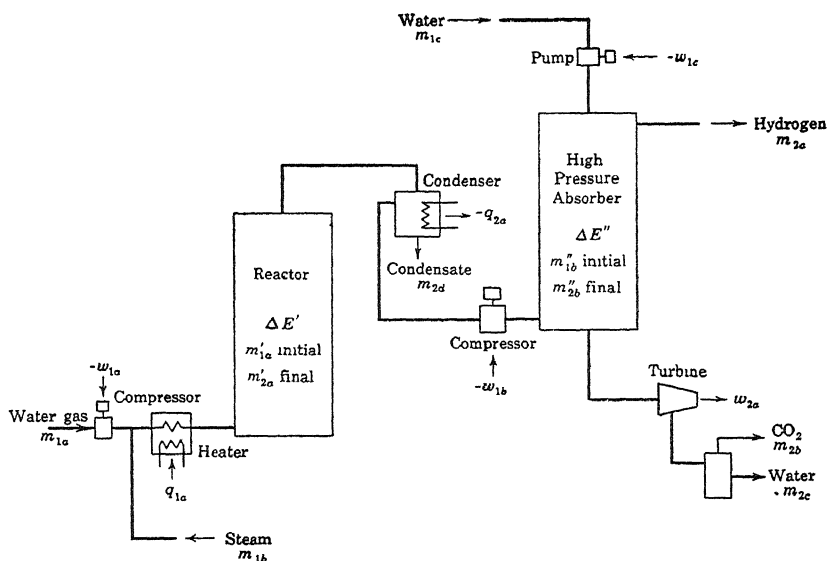 Water
m1c
Pump
-w1c
Hydrogen
m2a
High
Pressure
Absorber
ΔE″
m″1b initial
m″2b final
Condenser
-q2a
Condensate
m2d
Reactor
ΔE′
m′1a initial
m′2a final
Compressor
-w1b
Turbine
w2a
CO2
m2b
Water
m2c
-w1a
Compressor
Water gas
m1a
Heater
q1a
Steam
m1b